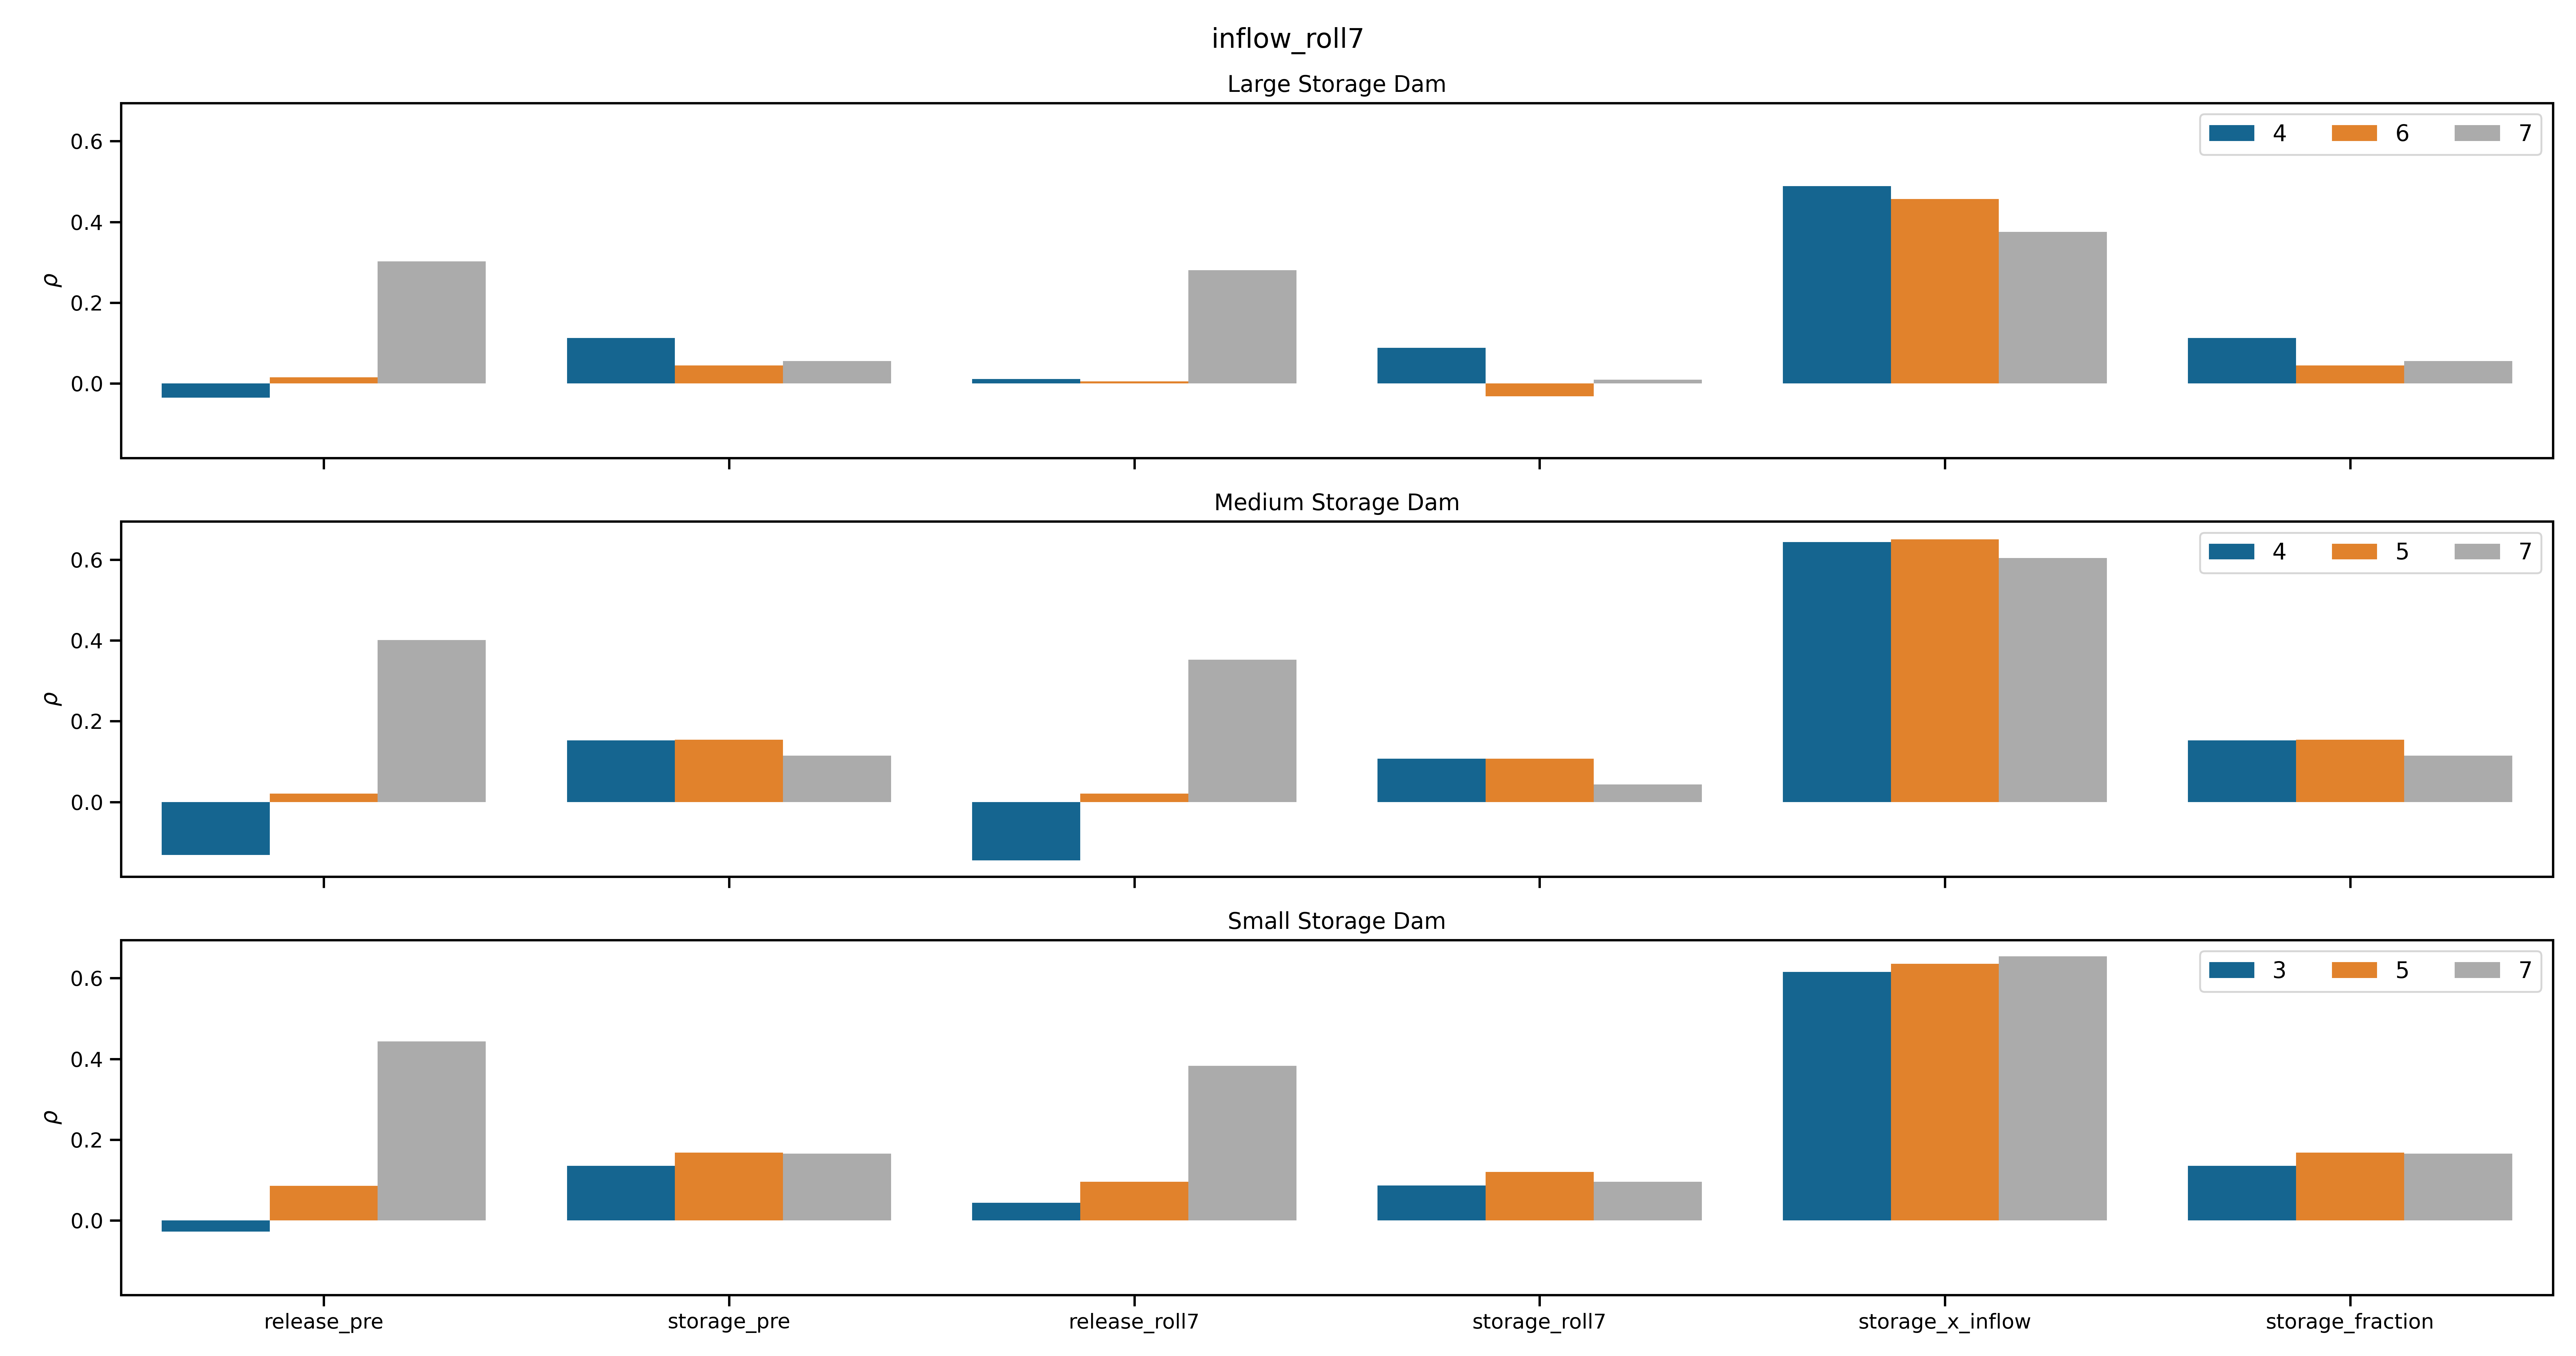 inflow_roll7
Large Storage Dam
0.6
0.4
0.2
0.0
ρ
4 6 7
Medium Storage Dam
0.6
0.4
0.2
0.0
ρ
4 5 7
Small Storage Dam
0.6
0.4
0.2
0.0
ρ
3 5 7
release_pre storage_pre release_roll7 storage_roll7 storage_x_inflow storage_fraction